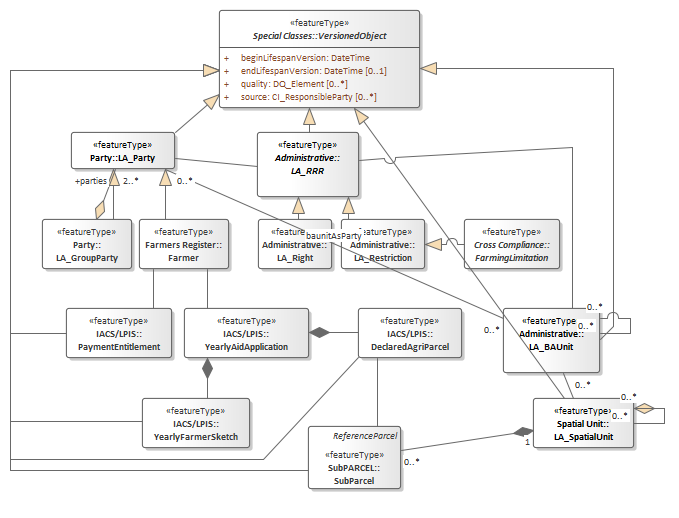 «featureType»
Special Classes::VersionedObject
+ beginLifespanVersion: DateTime
+ endLifespanVersion: DateTime [0..1]
+ quality: DQ_Element [0..*]
+ source: CI_ResponsibleParty [0..*]
«featureType»
Party::LA_Party
«featureType»
Administrative::
LA_RRR
+parties
2..*
0..*
«featureType»
Party::
LA_GroupParty
«featureType»
Farmers Register::
Farmer
«featureType»
Administrative::
LA_Right
baunitAsParty
«featureType»
Administrative::
LA_Restriction
«featureType»
Cross Compliance::
FarmingLimitation
«featureType»
IACS/LPIS::
PaymentEntitlement
«featureType»
IACS/LPIS::
YearlyAidApplication
«featureType»
IACS/LPIS::
DeclaredAgriParcel
0..*
0..*
0..*
«featureType»
Administrative::
LA_BAUnit
0..*
0..*
0..*
«featureType»
IACS/LPIS::
YearlyFarmerSketch
«featureType»
Spatial Unit::
LA_SpatialUnit
1
ReferenceParcel
«featureType»
SubPARCEL::
SubParcel
0..*